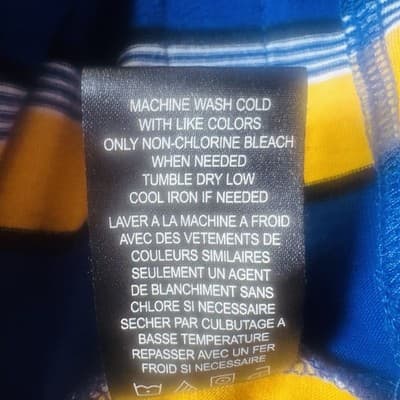 MACHINE WASH COLD
WITH LIKE COLORS
ONLY NON-CHLORINE BLEACH
WHEN NEEDED
TUMBLE DRY LOW
COOL IRON IF NEEDED
LAVER A LA MACHINE A FROID
AVEC DES VETEMENTS DE
COULEURS SIMILAIRES
SEULEMENT UN AGENT
DE BLANCHIMENT SANS
CHLORE SI NECESSAIRE
SECHER PAR CULBUTAGE A
BASSE TEMPERATURE
REPASSER AVEC UN FER
FROID SI NECESSAIRE